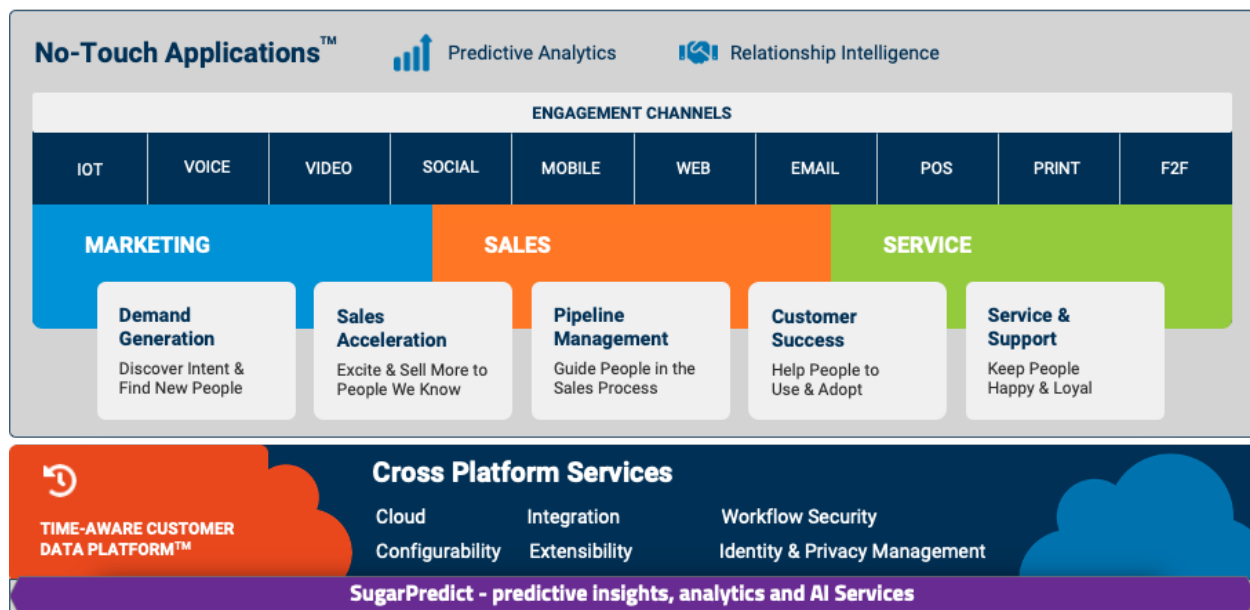 No-Touch Applications™ Predictive Analytics Relationship Intelligence
ENGAGEMENT CHANNELS
IOT VOICE VIDEO SOCIAL MOBILE WEB EMAIL POS PRINT F2F
MARKETING SALES SERVICE
Demand
Generation
Discover Intent &
Find New People
Sales
Acceleration
Excite & Sell More to
People We Know
Pipeline
Management
Guide People in the
Sales Process
Customer
Success
Help People to
Use & Adopt
Service &
Support
Keep People
Happy & Loyal
TIME-AWARE CUSTOMER
DATA PLATFORM™
Cross Platform Services
Cloud Integration Workflow Security
Configurability Extensibility Identity & Privacy Management
SugarPredict - predictive insights, analytics and AI Services